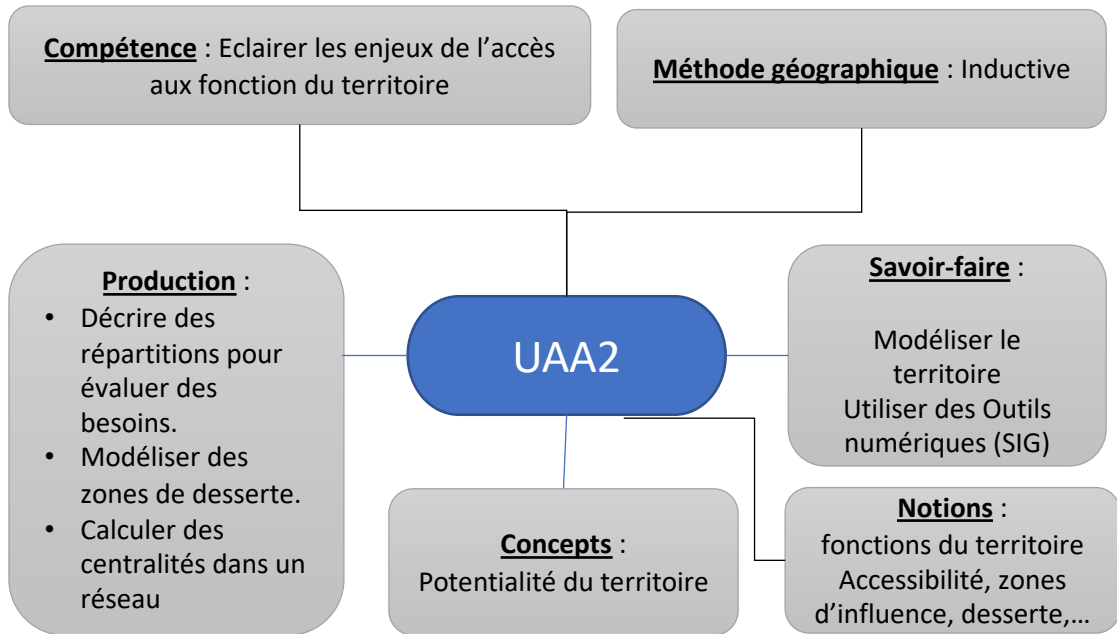 Compétence : Eclairer les enjeux de l’accès
aux fonction du territoire
Méthode géographique : Inductive
Production :
• Décrire des
répartitions pour
évaluer des
besoins.
• Modéliser des
zones de desserte.
• Calculer des
centralités dans un
réseau
UAA2
Savoir-faire :
Modéliser le
territoire
Utiliser des Outils
numériques (SIG)
Concepts :
Potentialité du territoire
Notions :
fonctions du territoire
Accessibilité, zones
d’influence, desserte,…